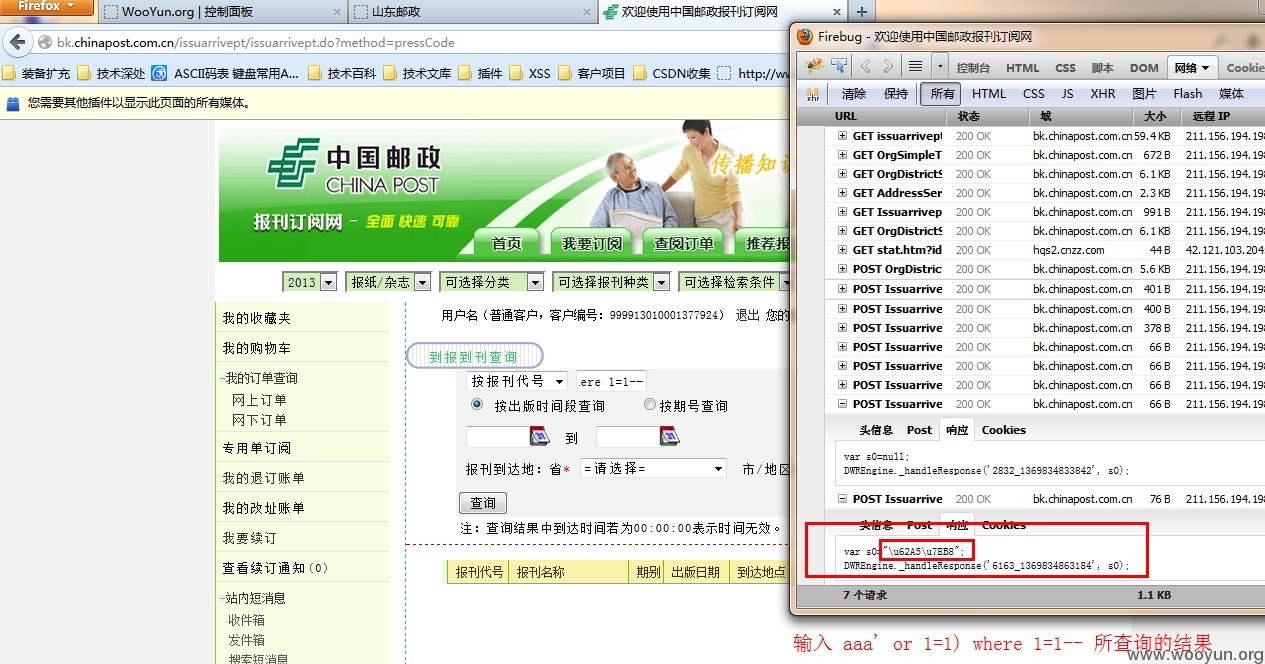 Firefox
WooYun.org | 控制面板
山东邮政
欢迎使用中国邮政报刊订阅网
bk.chinapost.com.cn/issuarrivept/issuarrivept.do?method=pressCode
装备扩充 技术深处 ASCII码表 键盘常用A... 技术百科 技术文库 插件 XSS 客户项目 CSDN收集 http://w
您需要其他插件以显示此页面的所有媒体。
中国邮政
CHINA POST
传播知
报刊订阅网 - 全面 快速 可靠
首页 我要订阅 查阅订单 推荐报
2013 报纸/杂志 可选择分类 可选择报刊种类 可选择检索条件
我的收藏夹
我的购物车
我的订单查询
网上订单
网下订单
专用单订阅
我的退订账单
我的改址账单
我要续订
查看续订通知(0)
站内短消息
收件箱
发件箱
搜索短消息
用户名（普通客户，客户编号：999913010001377924） 退出 您的
到报到刊查询
按报刊代号 ere 1=1--
按出版时间段查询 按期号查询
到
报刊到达地：省* =请选择= 市/地区
查询
注：查询结果中到达时间若为00:00:00表示时间无效。
报刊代号 报刊名称 期别 出版日期 到达地点
Firebug - 欢迎使用中国邮政报刊订阅网
控制台 HTML CSS 脚本 DOM 网络 Cookie
清除 保持 所有 HTML CSS JS XHR 图片 Flash 媒体
URL 状态 域 大小 远程 IP
GET issuarrivept 200 OK bk.chinapost.com.cn 59.4 KB 211.156.194.198
GET OrgSimpleT 200 OK bk.chinapost.com.cn 672 B 211.156.194.198
GET OrgDistrictS 200 OK bk.chinapost.com.cn 6.1 KB 211.156.194.198
GET AddressSer 200 OK bk.chinapost.com.cn 2.3 KB 211.156.194.198
GET Issuarrivep 200 OK bk.chinapost.com.cn 991 B 211.156.194.198
GET OrgDistrictS 200 OK bk.chinapost.com.cn 6.1 KB 211.156.194.198
GET stat.htm?id 200 OK hqs2.cnzz.com 44 B 42.121.103.204
POST OrgDistric 200 OK bk.chinapost.com.cn 5.6 KB 211.156.194.198
POST Issuarrive 200 OK bk.chinapost.com.cn 401 B 211.156.194.198
POST Issuarrive 200 OK bk.chinapost.com.cn 400 B 211.156.194.198
POST Issuarrive 200 OK bk.chinapost.com.cn 378 B 211.156.194.198
POST Issuarrive 200 OK bk.chinapost.com.cn 66 B 211.156.194.198
POST Issuarrive 200 OK bk.chinapost.com.cn 66 B 211.156.194.198
POST Issuarrive 200 OK bk.chinapost.com.cn 66 B 211.156.194.198
POST Issuarrive 200 OK bk.chinapost.com.cn 66 B 211.156.194.198
头信息 Post 响应 Cookies
var s0=null;
DWREngine._handleResponse('2832_1369834833842', s0);
POST Issuarrive 200 OK bk.chinapost.com.cn 76 B 211.156.194.198
头信息 Post 响应 Cookies
var s0="\u62A5\u7EB8";
DWREngine._handleResponse('6163_1369834863184', s0);
7 个请求 1.1 KB
输入 aaa' or 1=1) where 1=1-- 所查询的结果
www.wooyun.org